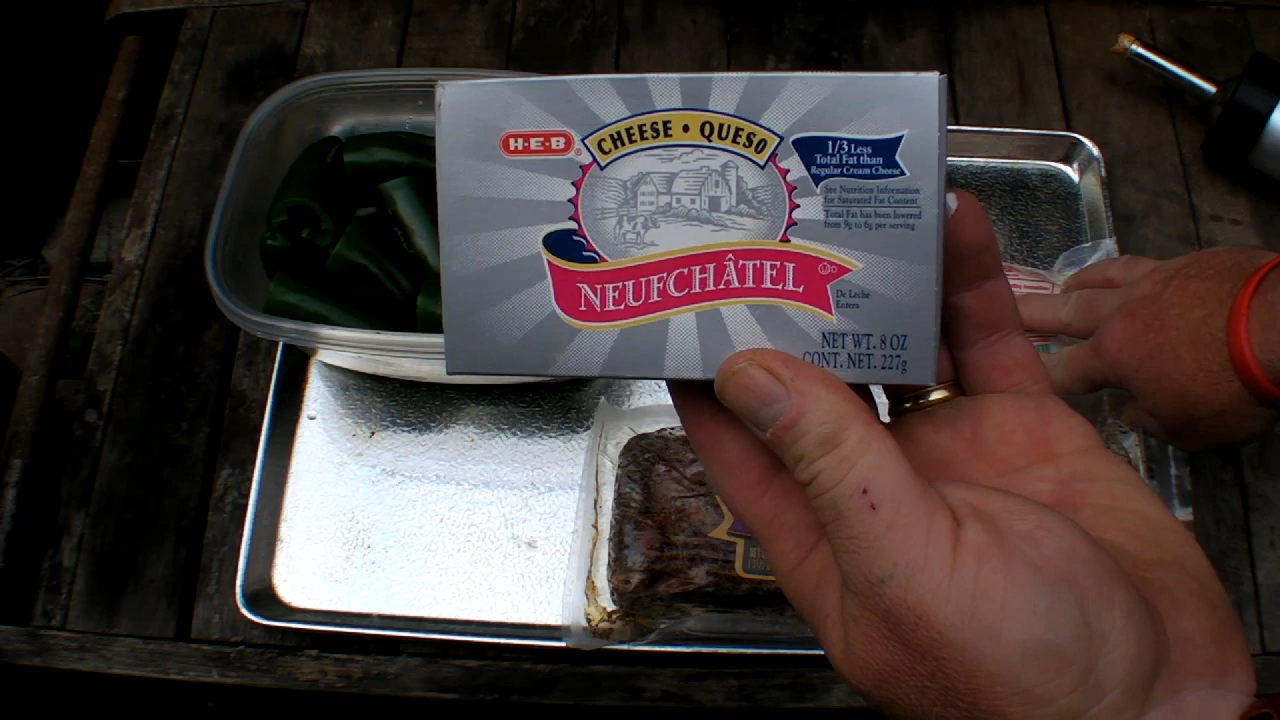 H-E-B®
CHEESE • QUESO
1/3 Less
Total Fat than
Regular Cream Cheese
See Nutrition Information
for Saturated Fat Content
Total Fat has been lowered
from 9g to 6g per serving
NEUFCHÂTEL
De Leche
Entera
NET WT. 8 OZ
CONT. NET. 227g